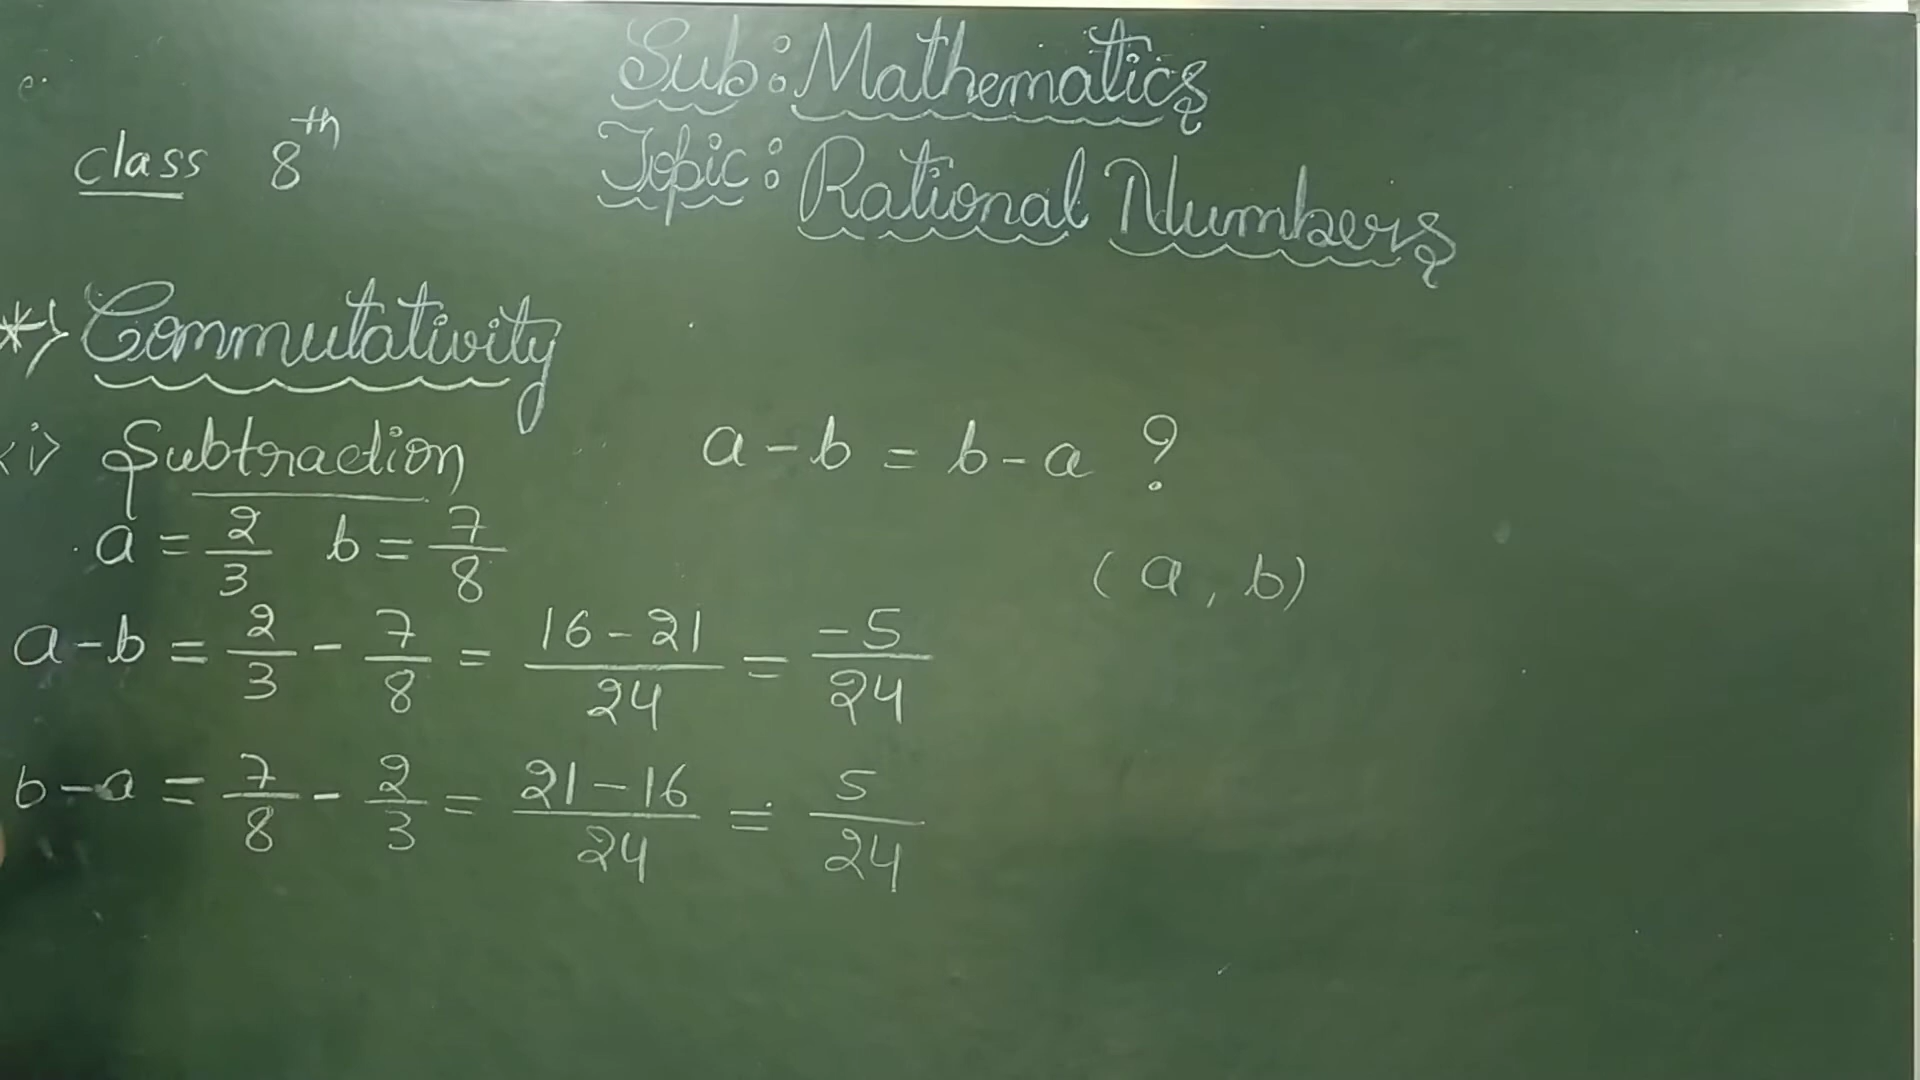 Sub: Mathematics
class 8th
Topic: Rational Numbers
*> Commutativity
<i> Subtraction a - b = b - a ?
a = 2/3 b = 7/8
(a, b)
a - b = 2/3 - 7/8 = 16 - 21/24 = -5/24
b - a = 7/8 - 2/3 = 21 - 16/24 = 5/24